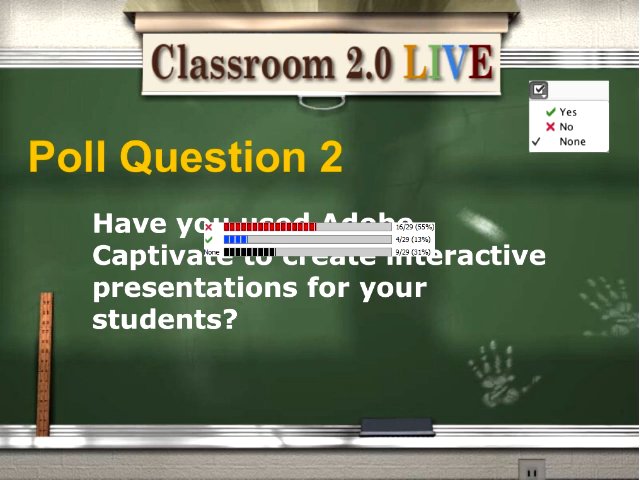 Classroom 2.0 LIVE
Yes
No
None
Poll Question 2
Have you used Adobe
Captivate to create interactive
presentations for your
students?
16/29 (55%)
4/29 (13%)
None 9/29 (31%)